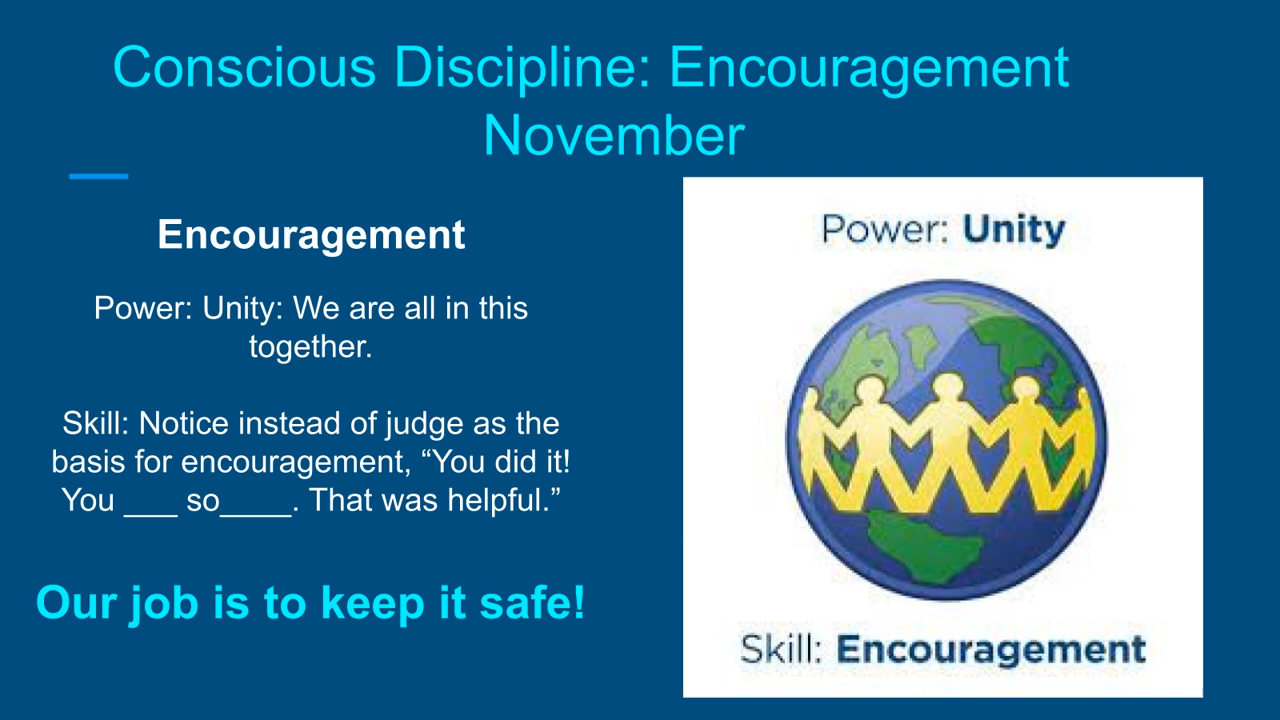 Conscious Discipline: Encouragement
November
Encouragement
Power: Unity: We are all in this
together.
Skill: Notice instead of judge as the
basis for encouragement, “You did it!
You ___ so____. That was helpful.”
Our job is to keep it safe!
Power: Unity
Skill: Encouragement